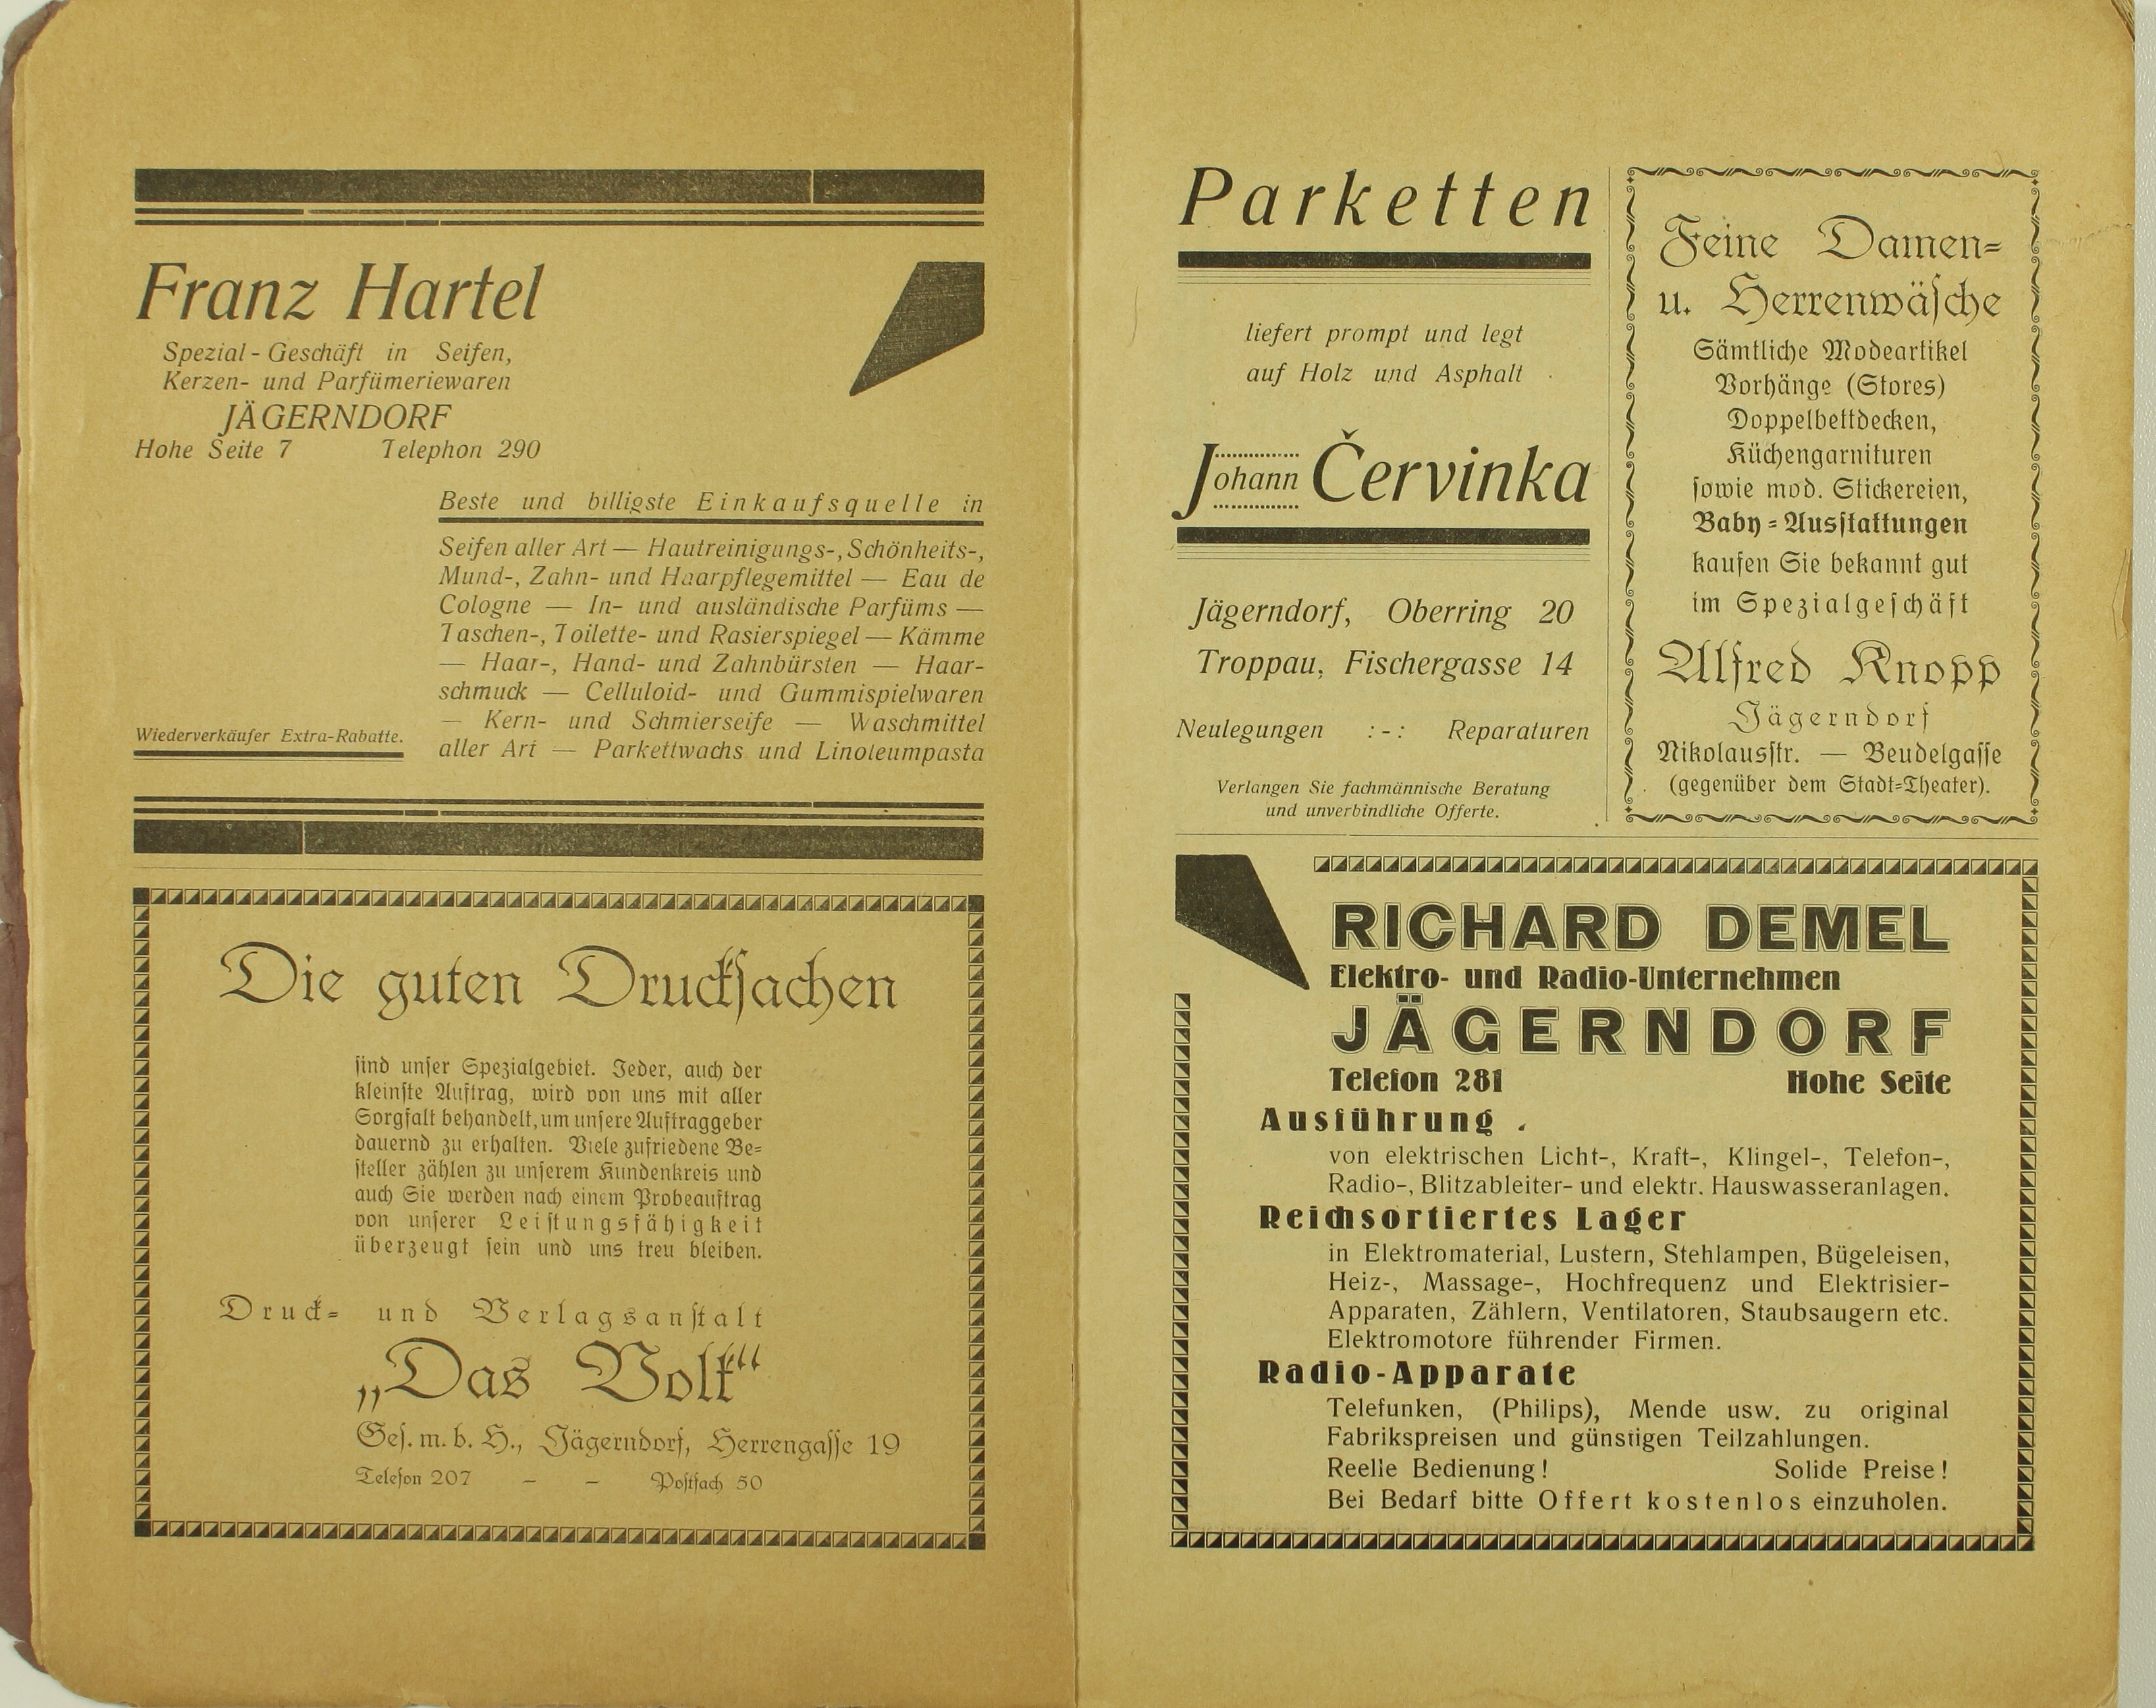 Franz Hartel
Spezial-Geschäft in Seifen,
Kerzen- und Parfümeriewaren
JÄGERNDORF
Hohe Seite 7 Telephon 290
Beste und billigste Einkaufsquelle in
Seifen aller Art — Hautreinigungs-, Schönheits-,
Mund-, Zahn- und Haarpflegemittel — Eau de
Cologne — In- und ausländische Parfüms —
Taschen-, Toilette- und Rasierspiegel — Kämme
— Haar-, Hand- und Zahnbürsten — Haar-
schmuck — Celluloid- und Gummispielwaren
— Kern- und Schmierseife — Waschmittel
aller Art — Parkettwachs und Linoleumpasta
Wiederverkäufer Extra-Rabatte.
Die guten Druckſachen
ſind unſer Spezialgebiet. Jeder, auch der
kleinſte Auftrag, wird von uns mit aller
Sorgfalt behandelt, um unſere Auftraggeber
dauernd zu erhalten. Viele zufriedene Be-
ſteller zählen zu unſerem Kundenkreis und
auch Sie werden nach einem Probeauftrag
von unſerer Leiſtungsfähigkeit
überzeugt ſein und uns treu bleiben.
Druck- und Verlagsanſtalt
„Das Volk“
Geſ. m. b. H., Jägerndorf, Herrengaſſe 19
Telefon 207 – – Poſtfach 50
Parketten
liefert prompt und legt
auf Holz und Asphalt
Johann Červinka
Jägerndorf, Oberring 20
Troppau, Fischergasse 14
Neulegungen :-: Reparaturen
Verlangen Sie fachmännische Beratung
und unverbindliche Offerte.
Feine Damen-
u. Herrenwäſche
Sämtliche Modeartikel
Vorhänge (Stores)
Doppelbettdecken,
Küchengarnituren
ſowie mod. Stickereien,
Baby-Ausſtattungen
kaufen Sie bekannt gut
im Spezialgeſchäft
Alfred Knopp
Jägerndorf
Nikolausſtr. — Beudelgaſſe
(gegenüber dem Stadt-Theater).
RICHARD DEMEL
Elektro- und Radio-Unternehmen
JÄGERNDORF
Telefon 281 Hohe Seite
Ausführung
von elektrischen Licht-, Kraft-, Klingel-, Telefon-,
Radio-, Blitzableiter- und elektr. Hauswasseranlagen.
Reichsortiertes Lager
in Elektromaterial, Lustern, Stehlampen, Bügeleisen,
Heiz-, Massage-, Hochfrequenz und Elektrisier-
Apparaten, Zählern, Ventilatoren, Staubsaugern etc.
Elektromotore führender Firmen.
Radio-Apparate
Telefunken, (Philips), Mende usw. zu original
Fabrikspreisen und günstigen Teilzahlungen.
Reelle Bedienung! Solide Preise!
Bei Bedarf bitte Offert kostenlos einzuholen.